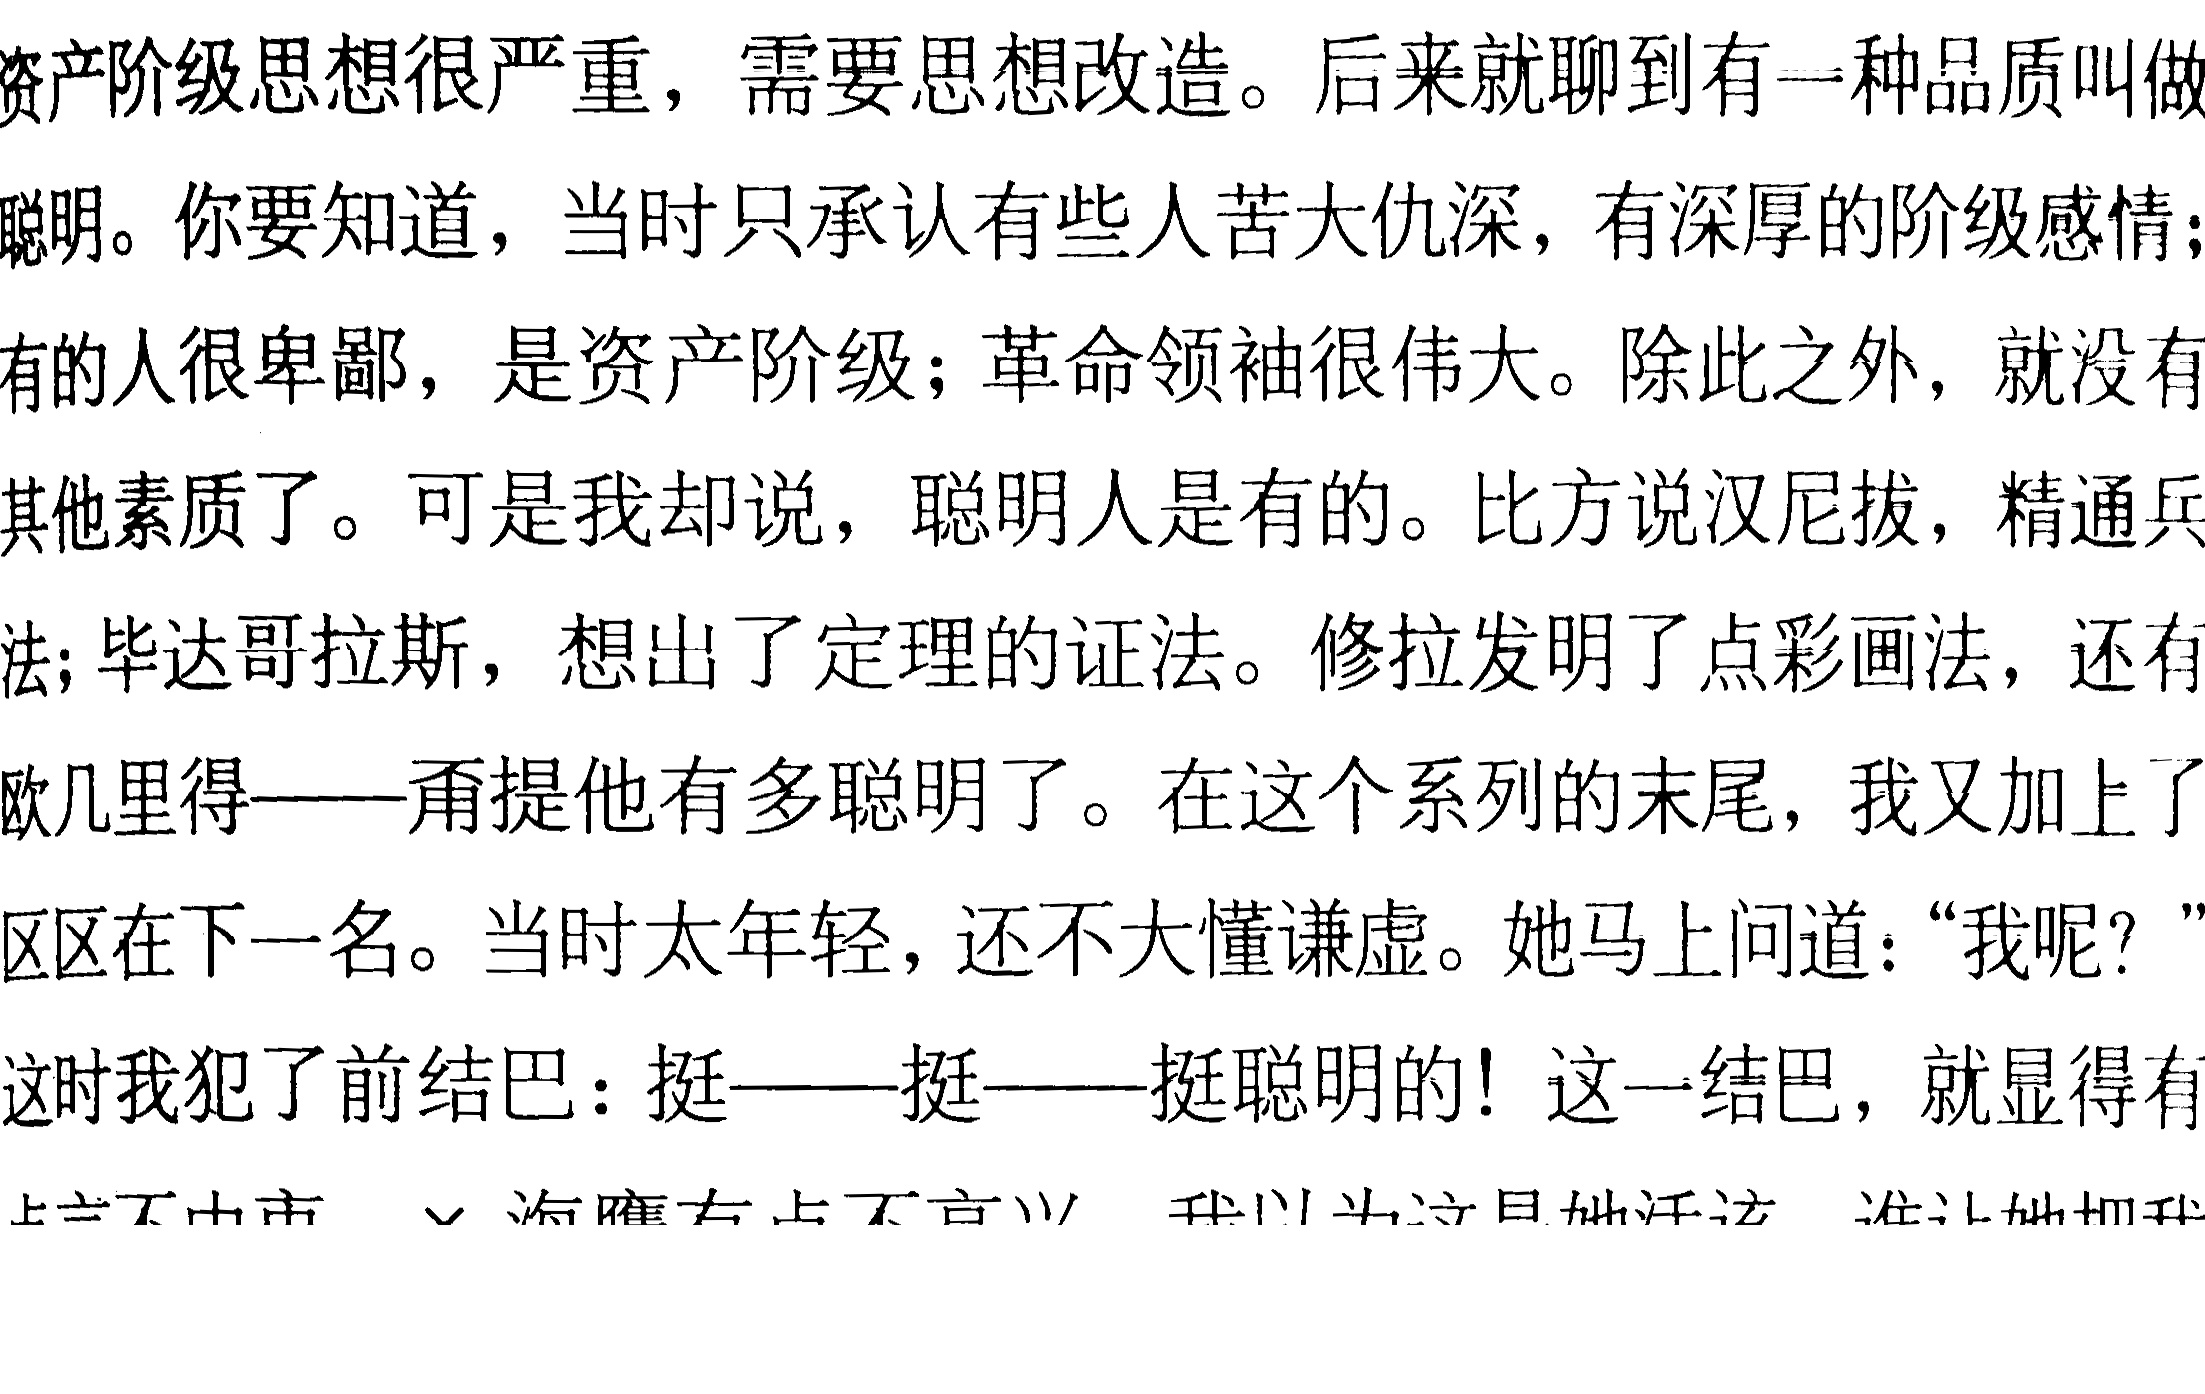 资产阶级思想很严重，需要思想改造。后来就聊到有一种品质叫做
聪明。你要知道，当时只承认有些人苦大仇深，有深厚的阶级感情；
有的人很卑鄙，是资产阶级；革命领袖很伟大。除此之外，就没有
其他素质了。可是我却说，聪明人是有的。比方说汉尼拔，精通兵
法；毕达哥拉斯，想出了定理的证法。修拉发明了点彩画法，还有
欧几里得——甭提他有多聪明了。在这个系列的末尾，我又加上了
区区在下一名。当时太年轻，还不大懂谦虚。她马上问道：“我呢？”
这时我犯了前结巴：挺——挺——挺聪明的！这一结巴，就显得有